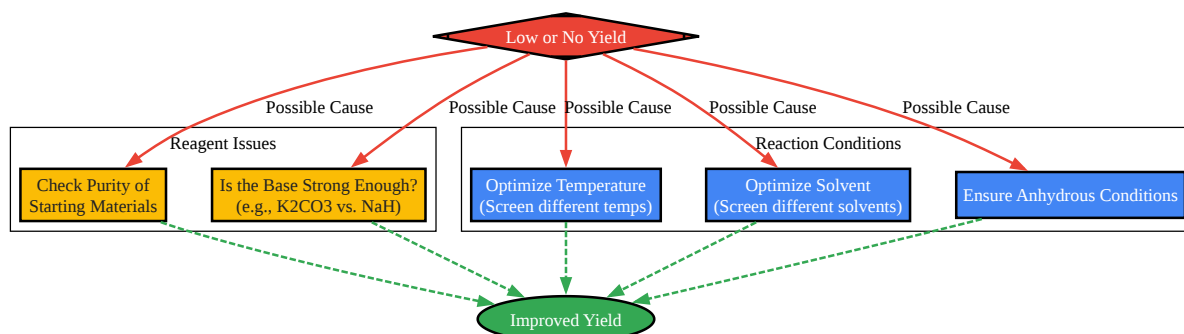 Low or No Yield
Possible Cause
Possible Cause
Possible Cause
Possible Cause
Possible Cause
Reagent Issues
Reaction Conditions
Check Purity of
Starting Materials
Is the Base Strong Enough?
(e.g., K2CO3 vs. NaH)
Optimize Temperature
(Screen different temps)
Optimize Solvent
(Screen different solvents)
Ensure Anhydrous Conditions
Improved Yield